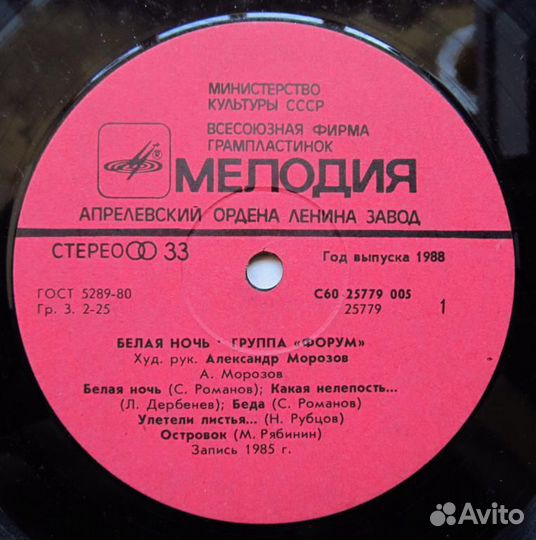 МИНИСТЕРСТВО
КУЛЬТУРЫ СССР
ВСЕСОЮЗНАЯ ФИРМА
ГРАМПЛАСТИНОК
МЕЛОДИЯ
АПРЕЛЕВСКИЙ ОРДЕНА ЛЕНИНА ЗАВОД
СТЕРЕО 33
Год выпуска 1988
ГОСТ 5289-80
Гр. 3. 2-25
С60 25779 005
25779
1
БЕЛАЯ НОЧЬ · ГРУППА «ФОРУМ»
Худ. рук. Александр Морозов
А. Морозов
Белая ночь (С. Романов); Какая нелепость...
(Л. Дербенев); Беда (С. Романов)
Улетели листья... (Н. Рубцов)
Островок (М. Рябинин)
Запись 1985 г.
Avito